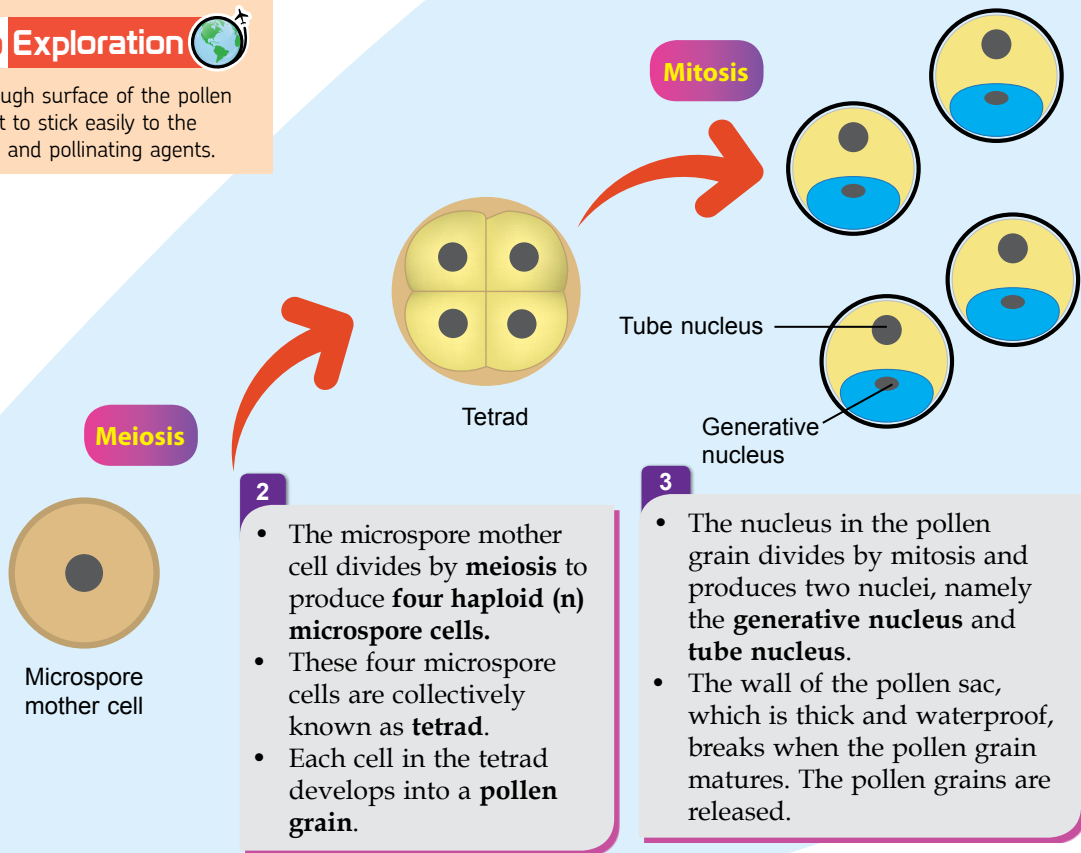 Exploration
ugh surface of the pollen
t to stick easily to the
and pollinating agents.
Mitosis
Tetrad
Tube nucleus
Generative
nucleus
Meiosis
Microspore
mother cell
2
• The microspore mother
cell divides by meiosis to
produce four haploid (n)
microspore cells.
• These four microspore
cells are collectively
known as tetrad.
• Each cell in the tetrad
develops into a pollen
grain.
3
• The nucleus in the pollen
grain divides by mitosis and
produces two nuclei, namely
the generative nucleus and
tube nucleus.
• The wall of the pollen sac,
which is thick and waterproof,
breaks when the pollen grain
matures. The pollen grains are
released.